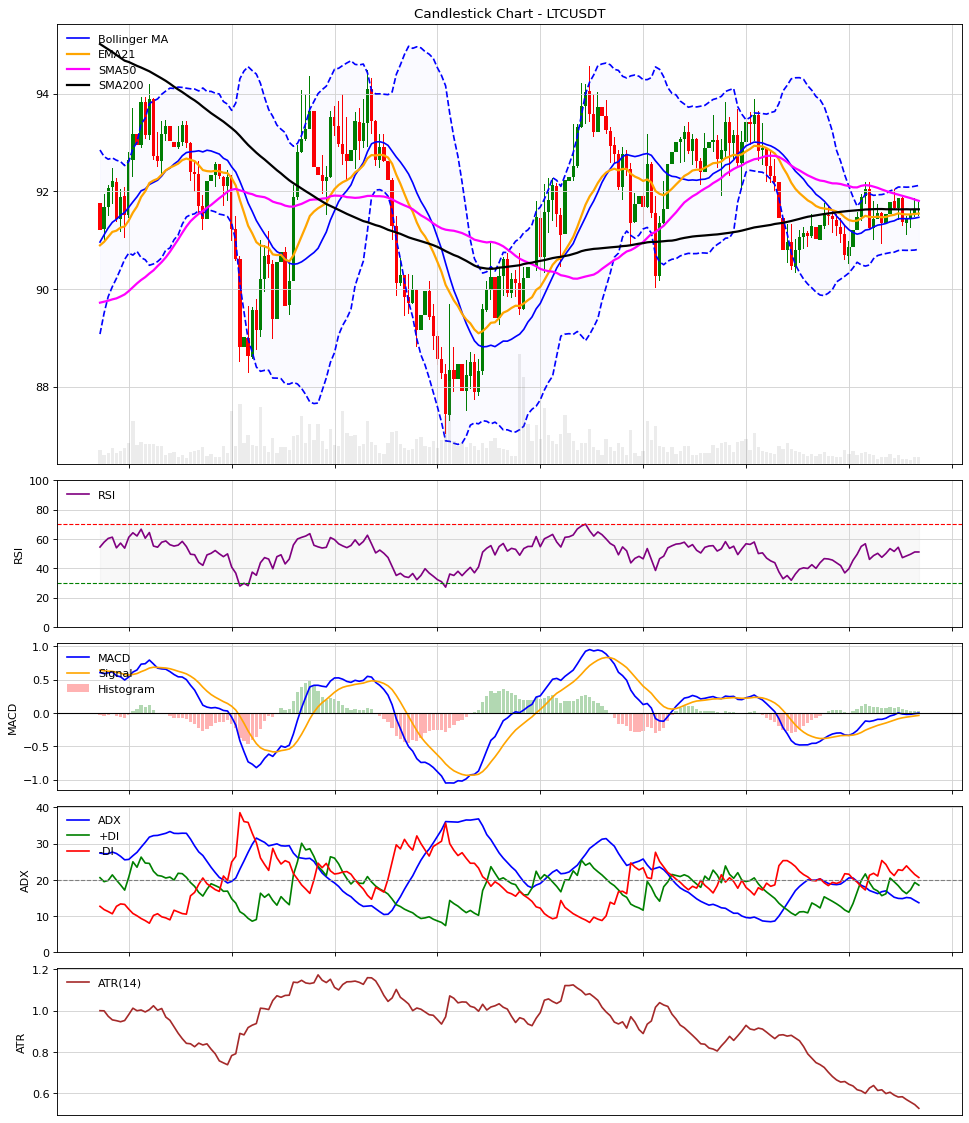 Candlestick Chart - LTCUSDT
Bollinger MA
EMA21
SMA50
SMA200
94
92
90
88
RSI
RSI
100
80
60
40
20
0
MACD
Signal
Histogram
MACD
1.0
0.5
0.0
−0.5
−1.0
ADX
+DI
-DI
ADX
40
30
20
10
0
ATR(14)
ATR
1.2
1.0
0.8
0.6